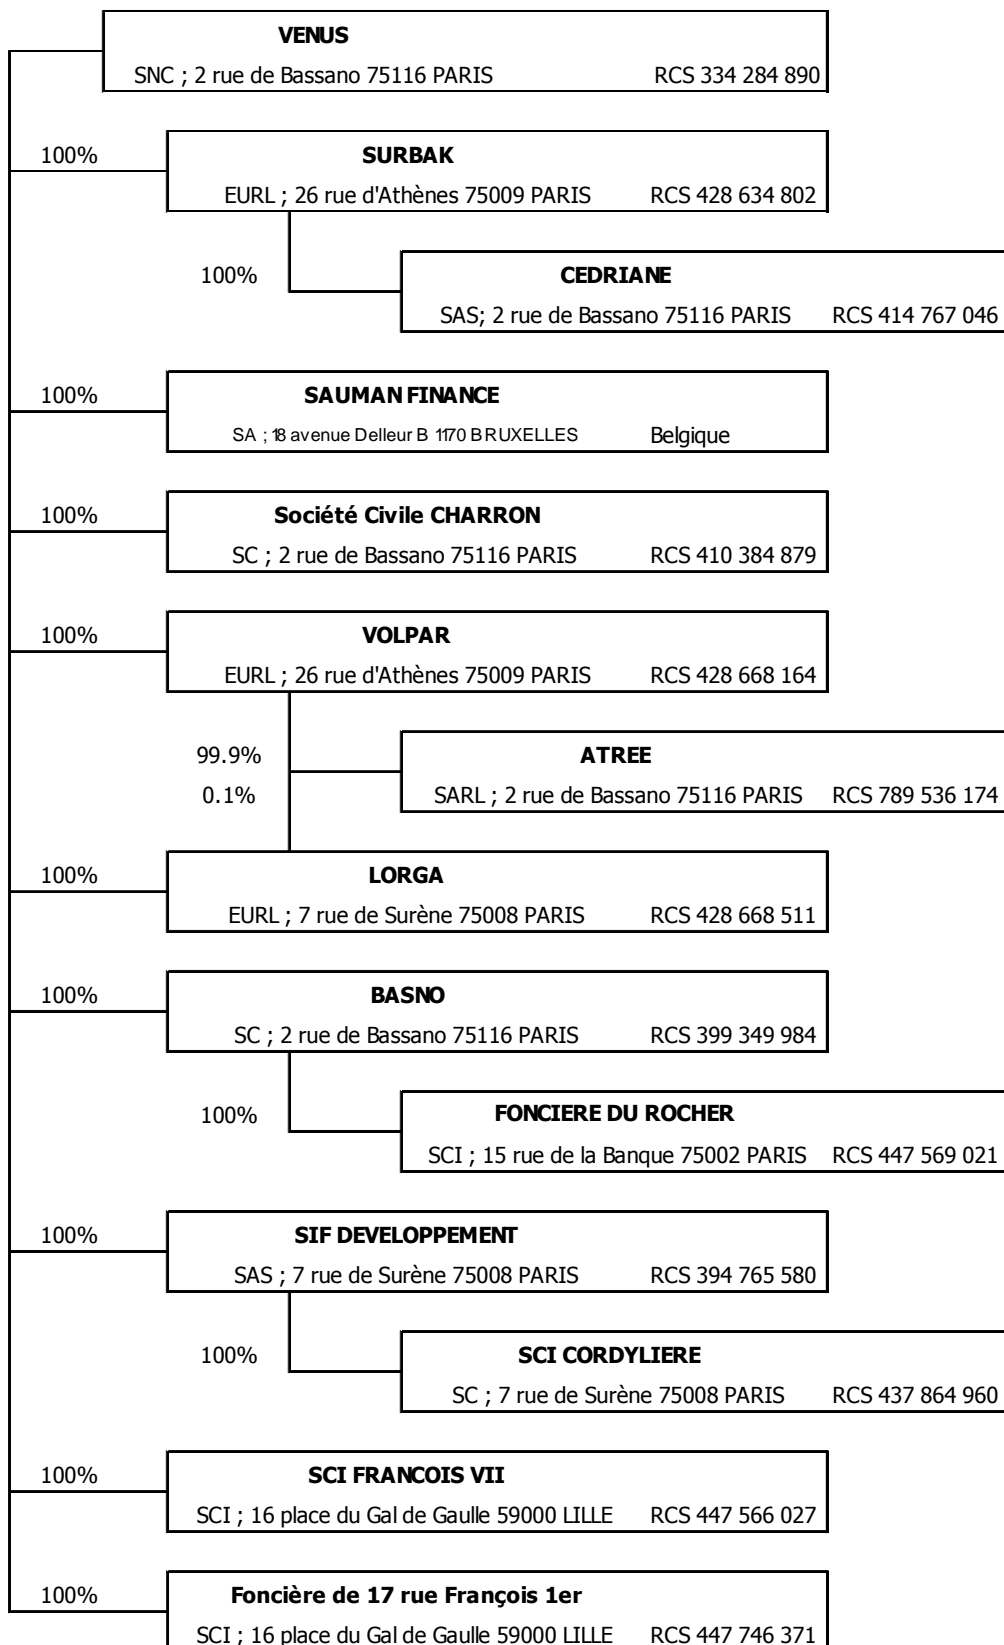 VENUS
SNC ; 2 rue de Bassano 75116 PARIS RCS 334 284 890
100% SURBAK
EURL ; 26 rue d'Athènes 75009 PARIS RCS 428 634 802
100% CEDRIANE
SAS; 2 rue de Bassano 75116 PARIS RCS 414 767 046
100% SAUMAN FINANCE
SA ; 18 avenue Delleur B 1170 BRUXELLES Belgique
100% Société Civile CHARRON
SC ; 2 rue de Bassano 75116 PARIS RCS 410 384 879
100% VOLPAR
EURL ; 26 rue d'Athènes 75009 PARIS RCS 428 668 164
99.9% ATREE
0.1% SARL ; 2 rue de Bassano 75116 PARIS RCS 789 536 174
100% LORGA
EURL ; 7 rue de Surène 75008 PARIS RCS 428 668 511
100% BASNO
SC ; 2 rue de Bassano 75116 PARIS RCS 399 349 984
100% FONCIERE DU ROCHER
SCI ; 15 rue de la Banque 75002 PARIS RCS 447 569 021
100% SIF DEVELOPPEMENT
SAS ; 7 rue de Surène 75008 PARIS RCS 394 765 580
100% SCI CORDYLIERE
SC ; 7 rue de Surène 75008 PARIS RCS 437 864 960
100% SCI FRANCOIS VII
SCI ; 16 place du Gal de Gaulle 59000 LILLE RCS 447 566 027
100% Foncière de 17 rue François 1er
SCI ; 16 place du Gal de Gaulle 59000 LILLE RCS 447 746 371